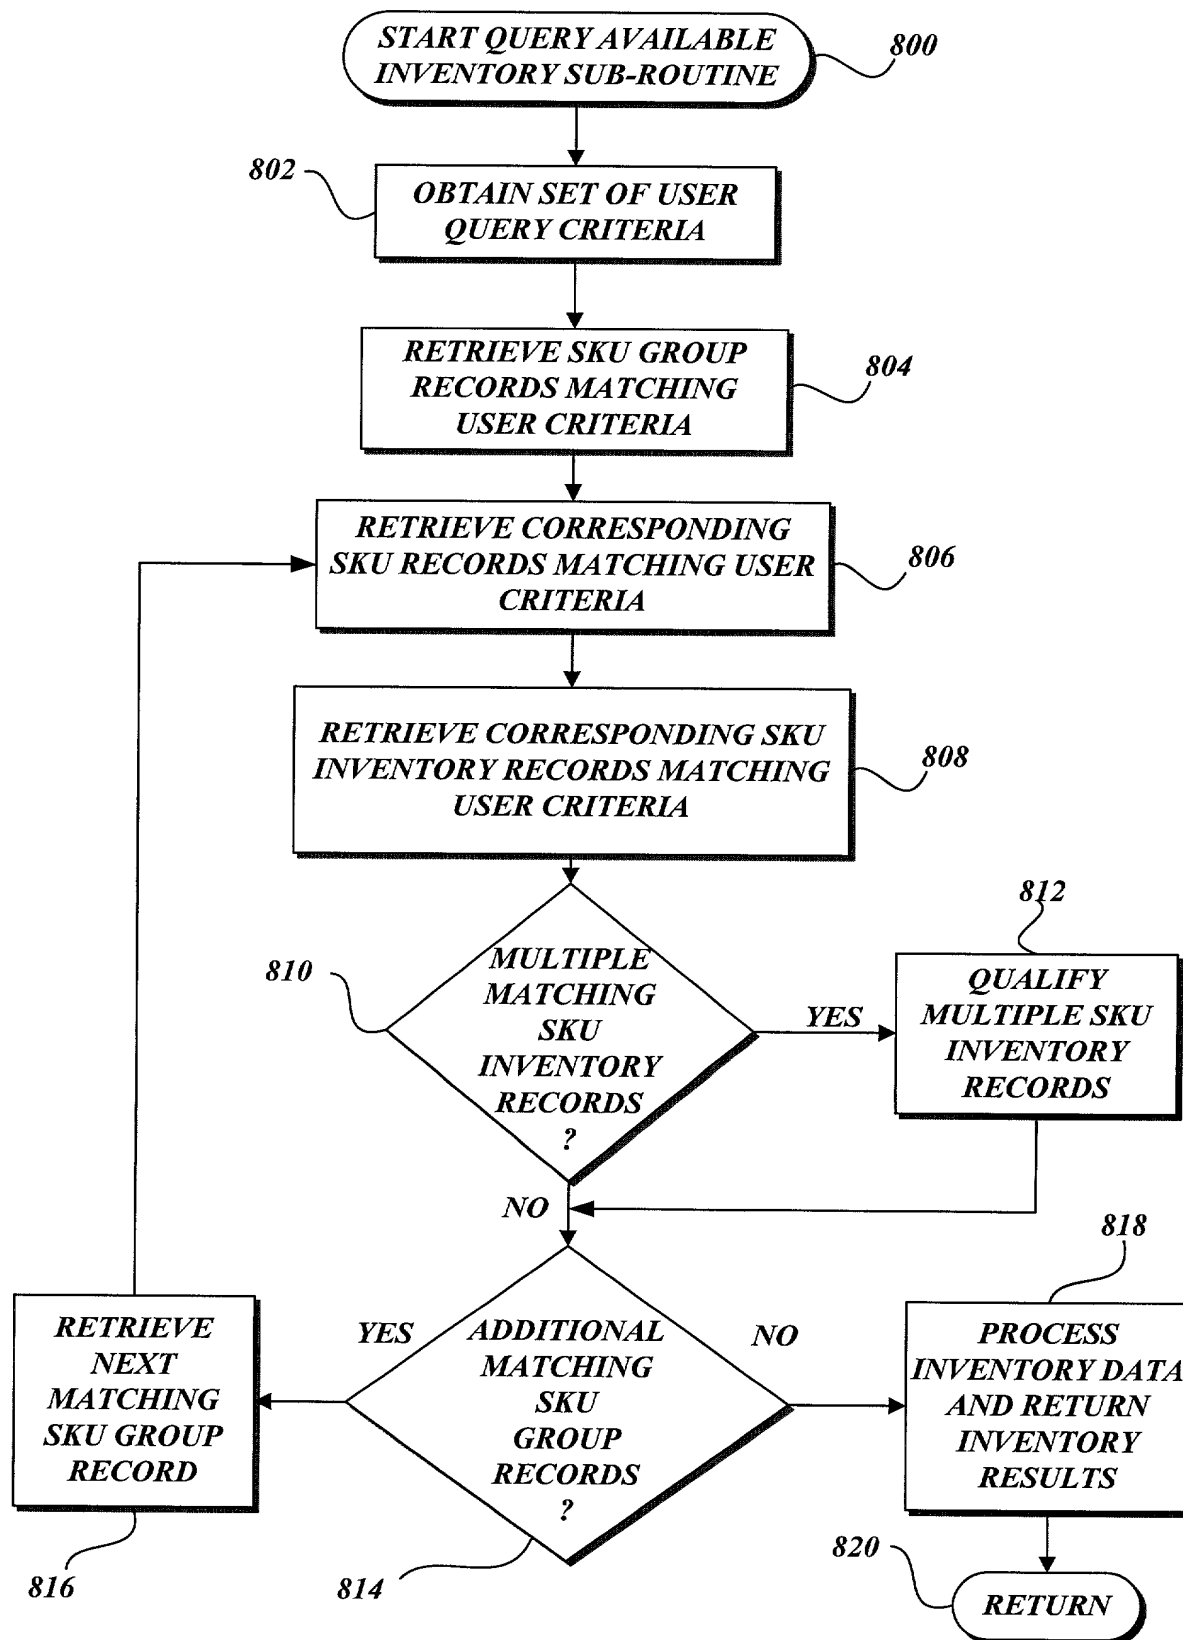 START QUERY AVAILABLE
INVENTORY SUB-ROUTINE
800
802
OBTAIN SET OF USER
QUERY CRITERIA
RETRIEVE SKU GROUP
RECORDS MATCHING
USER CRITERIA
804
RETRIEVE CORRESPONDING
SKU RECORDS MATCHING USER
CRITERIA
806
RETRIEVE CORRESPONDING SKU
INVENTORY RECORDS MATCHING
USER CRITERIA
808
810
MULTIPLE
MATCHING
SKU
INVENTORY
RECORDS
?
YES
812
QUALIFY
MULTIPLE SKU
INVENTORY
RECORDS
NO
ADDITIONAL
MATCHING
SKU
GROUP
RECORDS
?
814
YES
RETRIEVE
NEXT
MATCHING
SKU GROUP
RECORD
816
NO
818
PROCESS
INVENTORY DATA
AND RETURN
INVENTORY
RESULTS
820
RETURN